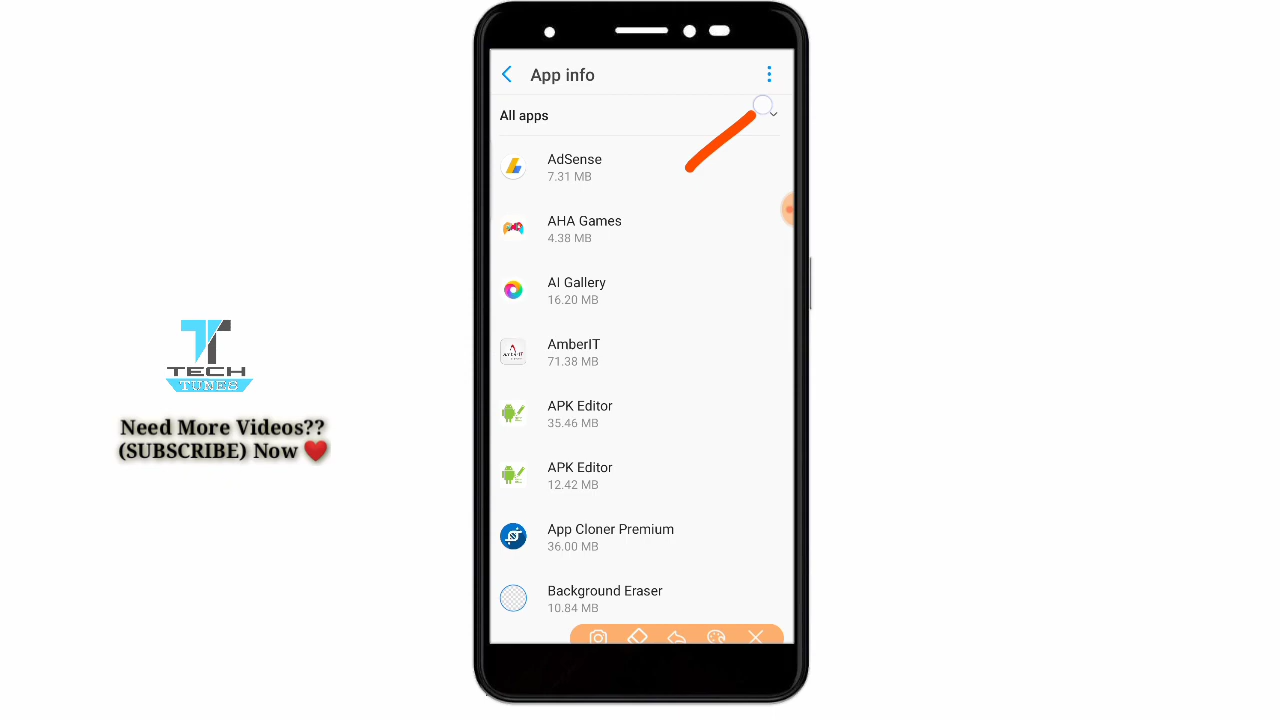 App info
All apps
AdSense
7.31 MB
AHA Games
4.38 MB
AI Gallery
16.20 MB
AmberIT
71.38 MB
APK Editor
35.46 MB
APK Editor
12.42 MB
App Cloner Premium
36.00 MB
Background Eraser
10.84 MB
TECH
TUNES
Need More Videos??
(SUBSCRIBE) Now ❤️